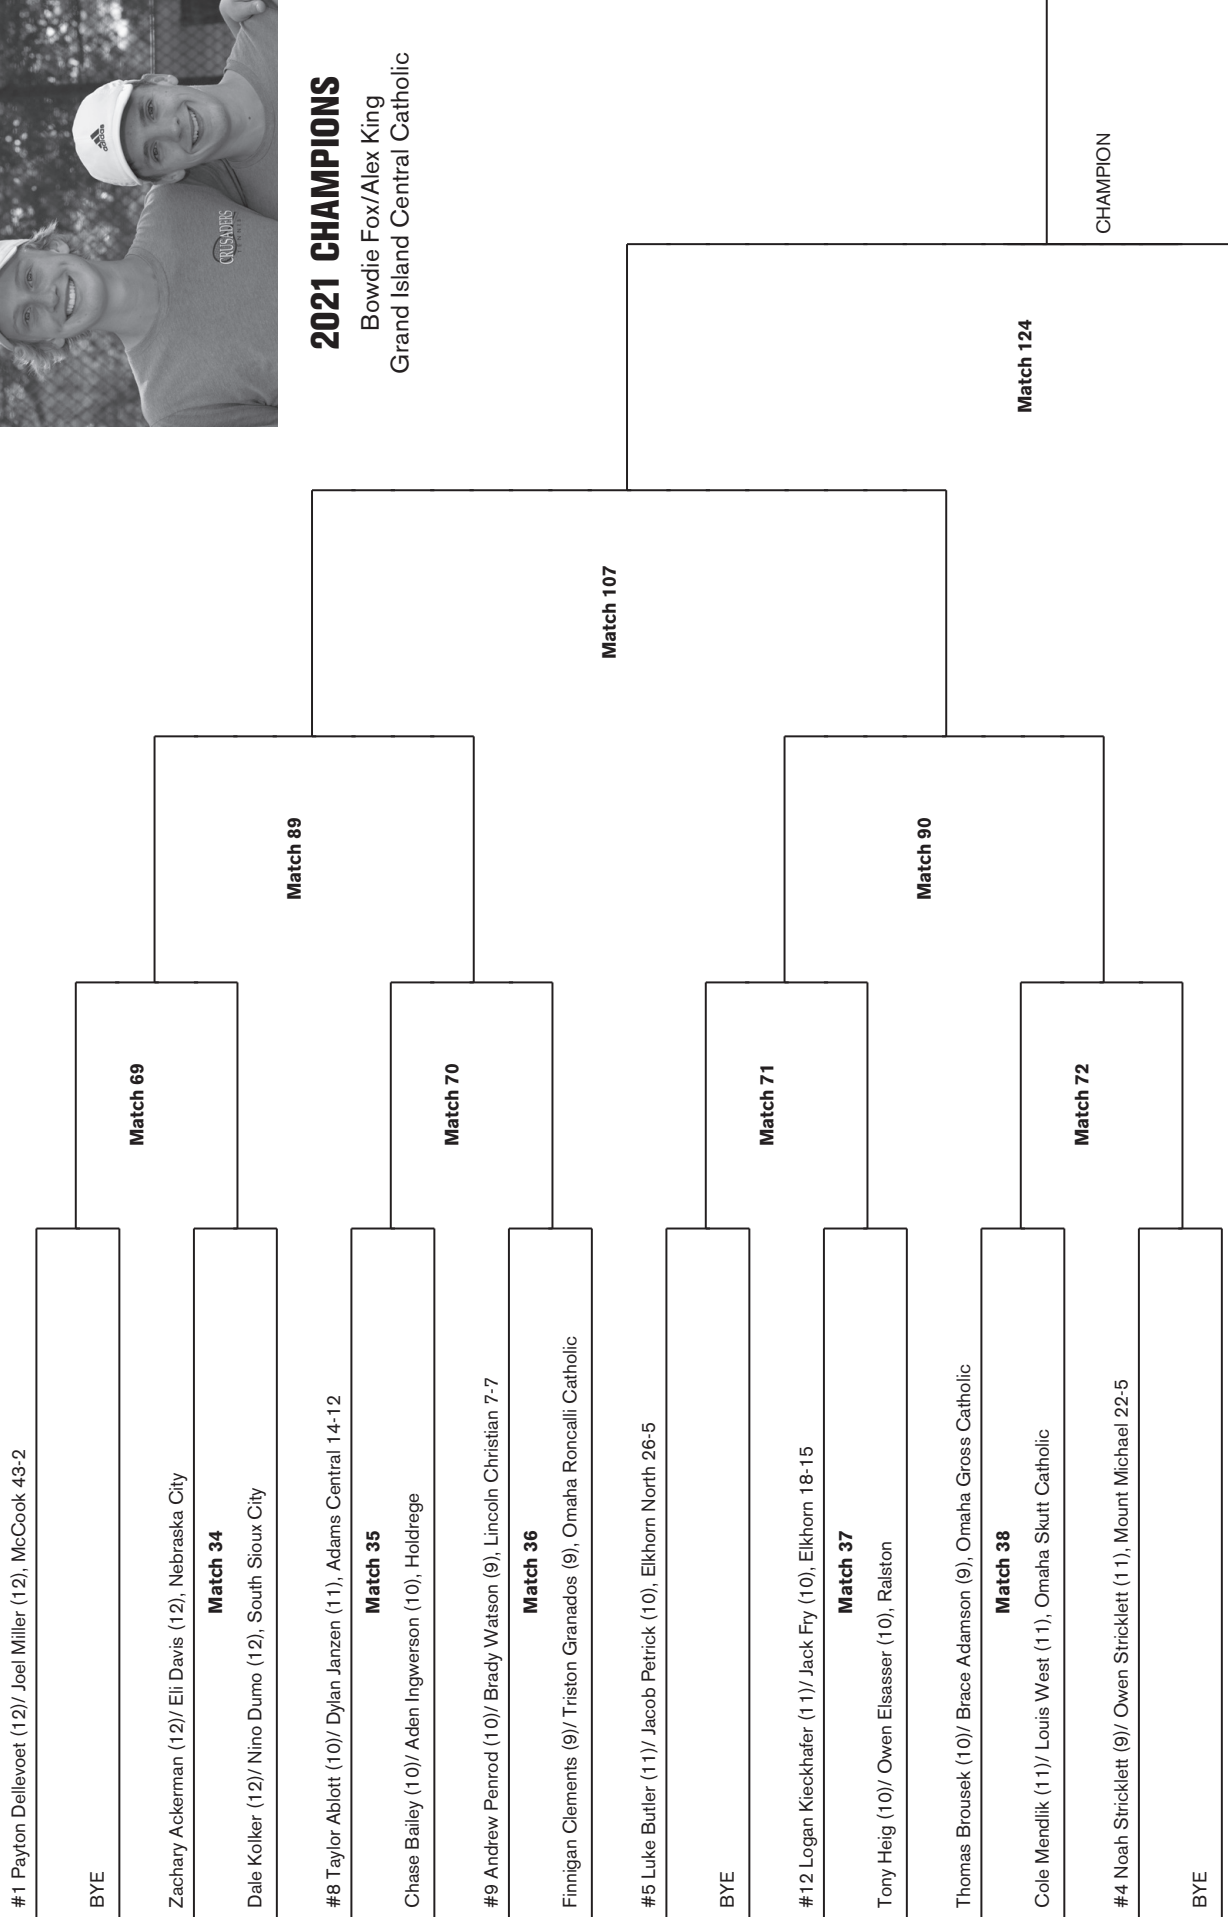 #1 Payton Dellevoet (12)/ Joel Miller (12), McCook 43-2
BYE
Zachary Ackerman (12)/ Eli Davis (12), Nebraska City
Match 34
Dale Kolker (12)/ Nino Dumo (12), South Sioux City
#8 Taylor Ablott (10)/ Dylan Janzen (11), Adams Central 14-12
Match 35
Chase Bailey (10)/ Aden Ingwerson (10), Holdrege
#9 Andrew Penrod (10)/ Brady Watson (9), Lincoln Christian 7-7
Match 36
Finnigan Clements (9)/ Triston Granados (9), Omaha Roncalli Catholic
#5 Luke Butler (11)/ Jacob Petrick (10), Elkhorn North 26-5
BYE
#12 Logan Kieckhafer (11)/ Jack Fry (10), Elkhorn 18-15
Match 37
Tony Heig (10)/ Owen Elsasser (10), Ralston
Thomas Brousek (10)/ Brace Adamson (9), Omaha Gross Catholic
Match 38
Cole Mendlik (11)/ Louis West (11), Omaha Skutt Catholic
#4 Noah Stricklett (9)/ Owen Stricklett (11), Mount Michael 22-5
BYE
Match 69
Match 70
Match 71
Match 72
Match 89
Match 90
Match 107
Match 124
CHAMPION
2021 CHAMPIONS
Bowdie Fox/Alex King
Grand Island Central Catholic
adidas
CRUSADERS
TENNIS